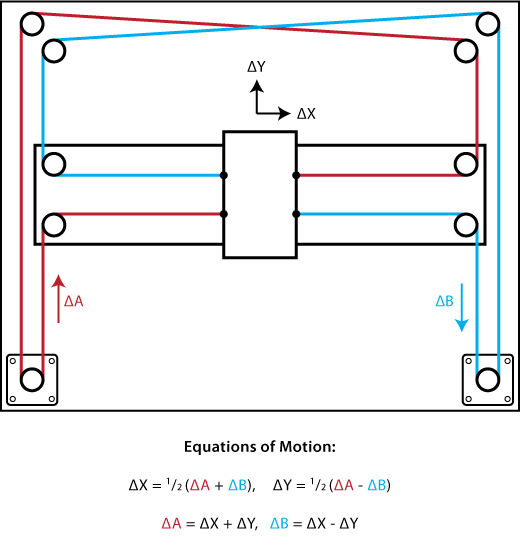 ΔY
ΔX
ΔA
ΔB
Equations of Motion:
ΔX = ¹/₂ (ΔA + ΔB), ΔY = ¹/₂ (ΔA - ΔB)
ΔA = ΔX + ΔY, ΔB = ΔX - ΔY